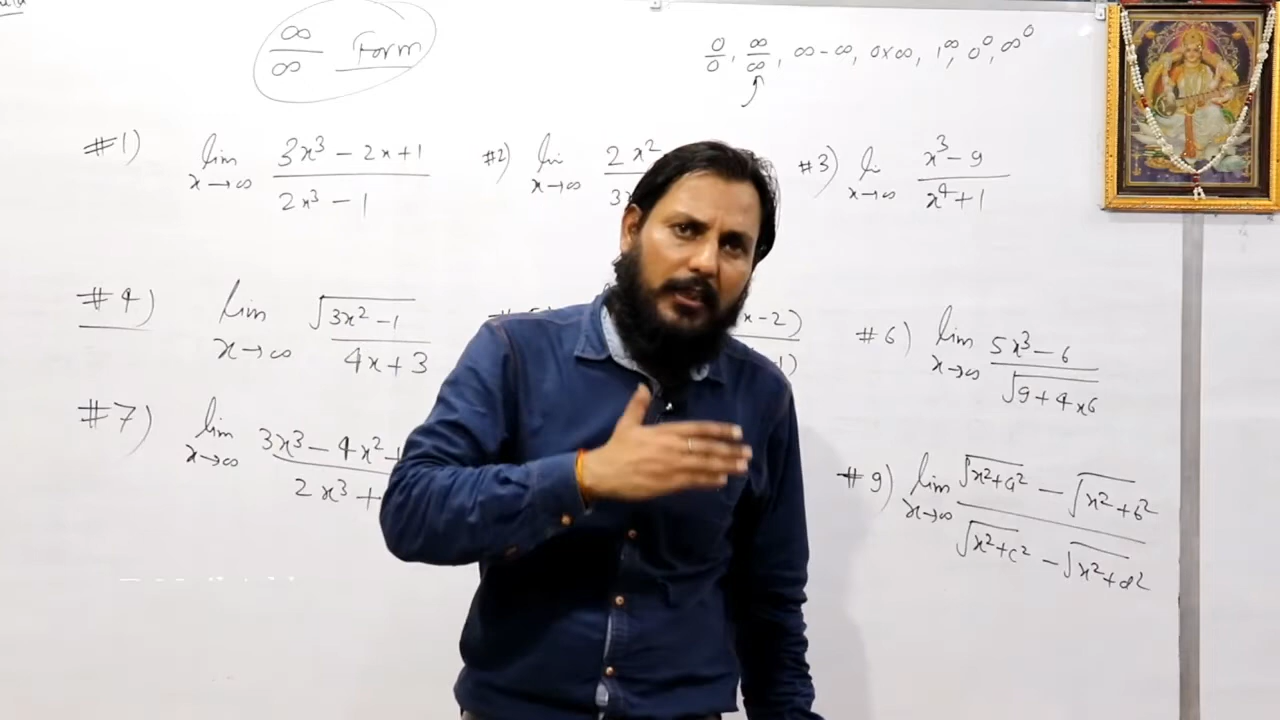 ∞/∞ Form
0/0, ∞/∞, ∞-∞, 0×∞, 1^∞, 0^0, ∞^0
#1) lim x→∞ (3x³ - 2x + 1)/(2x³ - 1)
#2) lim x→∞ 2x²
#3) lim x→∞ (x³ - 9)/(x⁴ + 1)
#4) lim x→∞ √(3x² - 1)/(4x + 3)
x-2)
#6) lim x→∞ (5x³ - 6)/√(9 + 4x6)
#7) lim x→∞ 3x³ - 4x² / 2x³ +
#9) lim x→∞ (√(x²+a²) - √(x²+b²))/(√(x²+c²) - √(x²+d²))